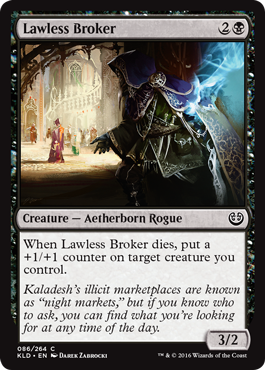 Lawless Broker 2
Creature — Aetherborn Rogue
When Lawless Broker dies, put a
+1/+1 counter on target creature you
control.
Kaladesh's illicit marketplaces are known
as “night markets,” but if you know who
to ask, you can find what you're looking
for at any time of the day.
3/2
086/264 C
KLD • EN DAREK ZABROCKI
™ & © 2016 Wizards of the Coast